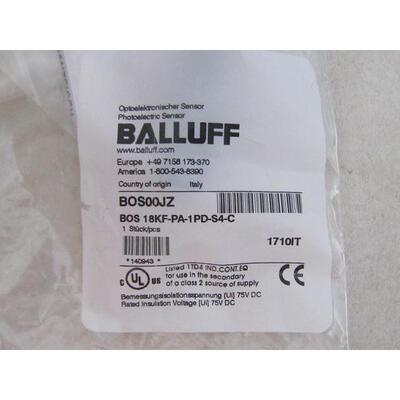 Optoelektronischer Sensor
Photoelectric Sensor
BALLUFF
www.balluff.com
Europe +49 7158 173-370
America 1-800-543-8390
Country of origin Italy
BOS00JZ
BOS 18KF-PA-1PD-S4-C
1 Stück/pcs
1710IT
*140943*
Listed 1TD4 IND.CONT.EQ
for use in the secondary
of a class 2 source of supply
C UL US
CE
Bemessungsisolationsspannung [Ui] 75V DC
Rated Insulation Voltage [Ui] 75V DC